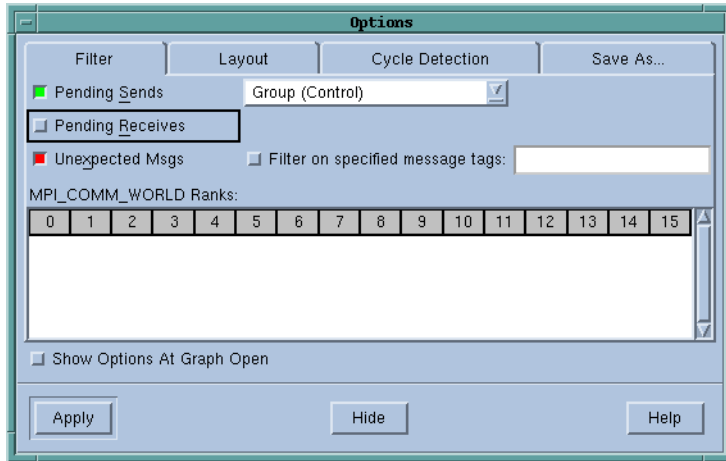 Options
Filter Layout Cycle Detection Save As...
Pending Sends Group (Control)
Pending Receives
Unexpected Msgs Filter on specified message tags:
MPI_COMM_WORLD Ranks:
0 1 2 3 4 5 6 7 8 9 10 11 12 13 14 15
Show Options At Graph Open
Apply Hide Help